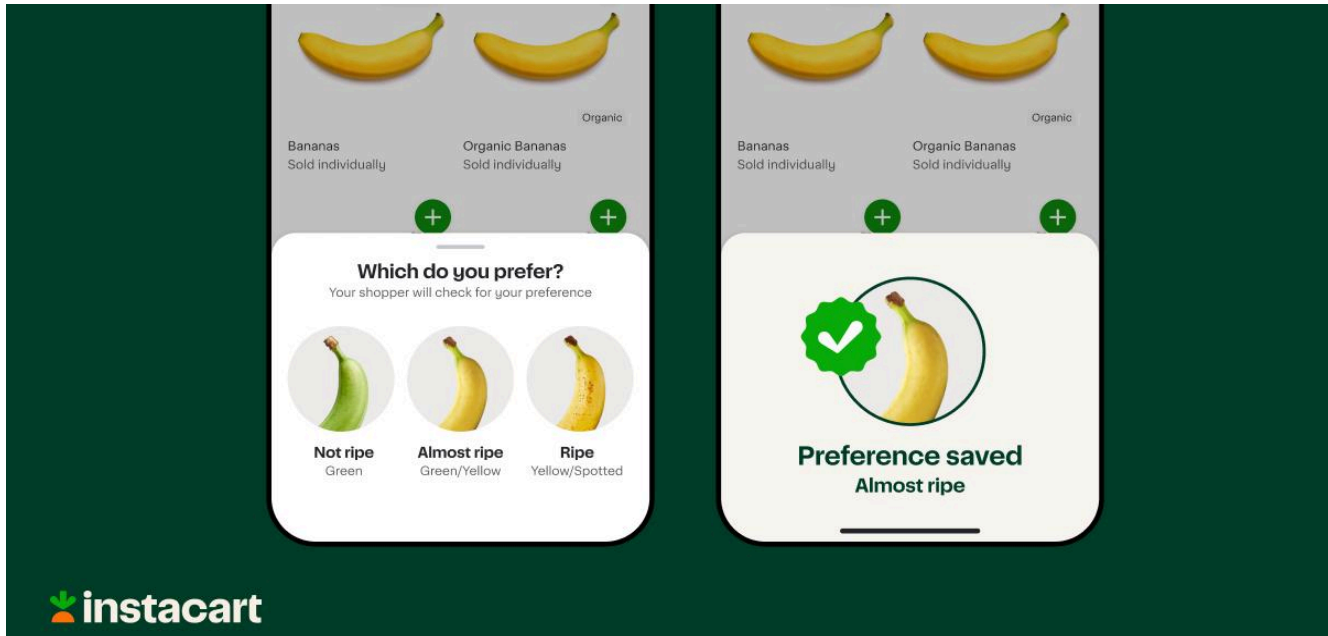 Organic
Bananas
Sold individually
Organic Bananas
Sold individually
Which do you prefer?
Your shopper will check for your preference
Not ripe
Green
Almost ripe
Green/Yellow
Ripe
Yellow/Spotted
Organic
Bananas
Sold individually
Organic Bananas
Sold individually
Preference saved
Almost ripe
instacart